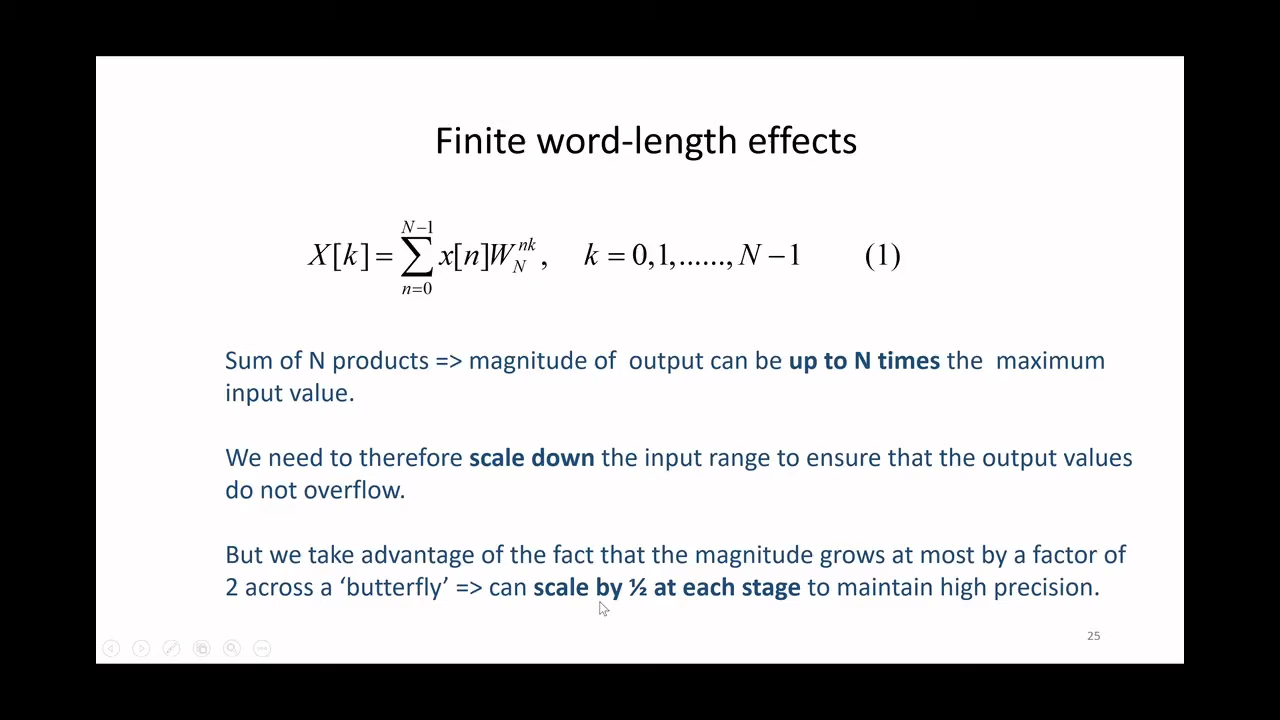 Finite word-length effects
X[k] = \sum_{n=0}^{N-1} x[n]W_N^{nk}, k = 0,1,......, N − 1 (1)
Sum of N products => magnitude of output can be up to N times the maximum
input value.
We need to therefore scale down the input range to ensure that the output values
do not overflow.
But we take advantage of the fact that the magnitude grows at most by a factor of
2 across a ‘butterfly’ => can scale by ½ at each stage to maintain high precision.
25